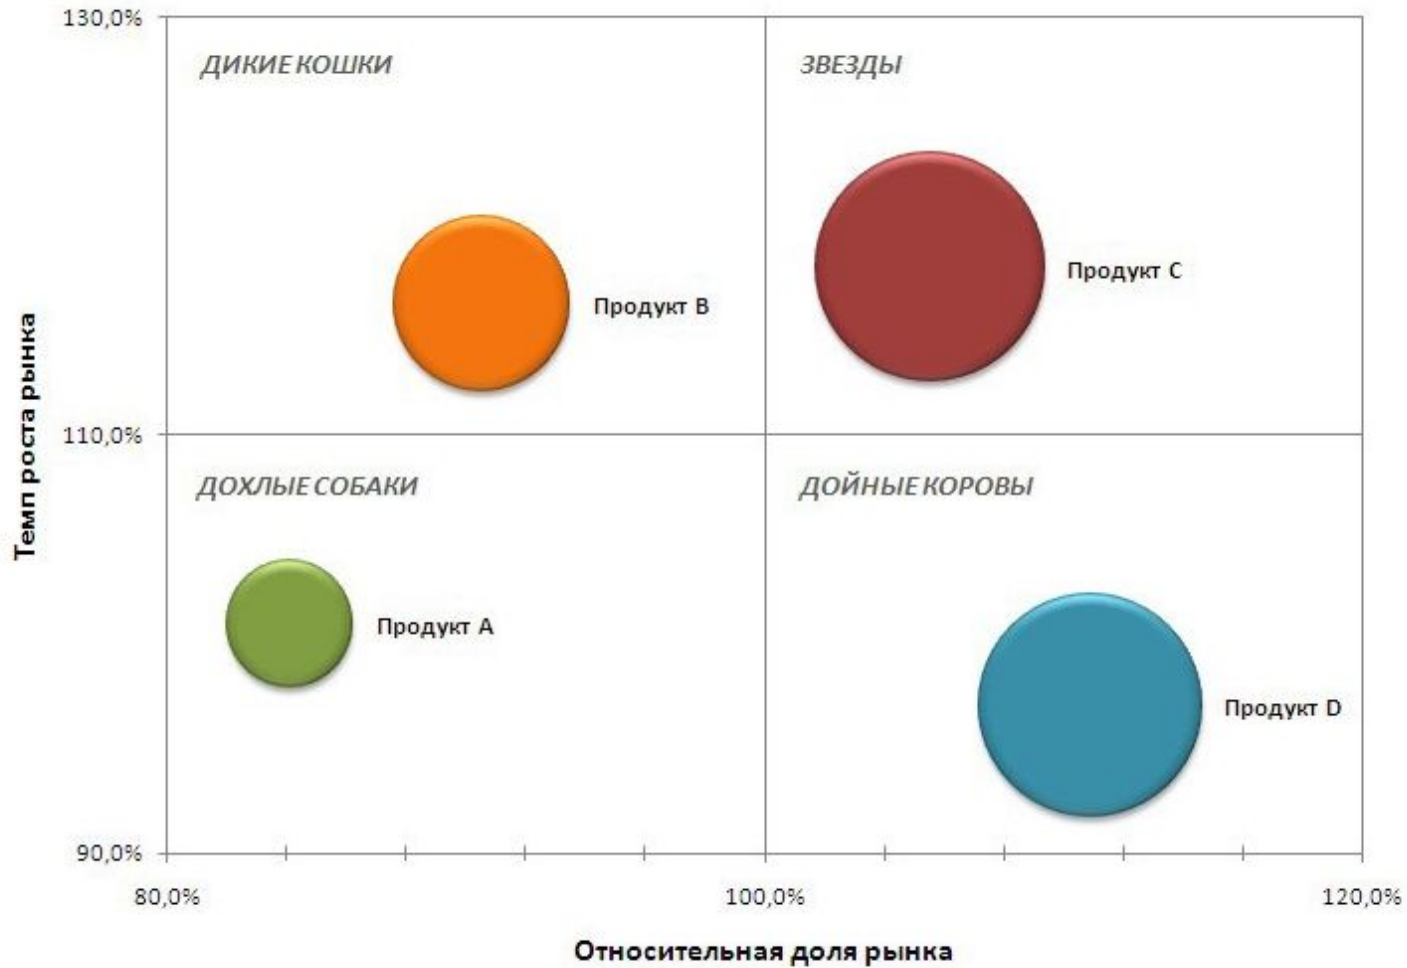 130,0%
ДИКИЕ КОШКИ
ЗВЕЗДЫ
Продукт B
Продукт C
Темп роста рынка
110,0%
ДОХЛЫЕ СОБАКИ
ДОЙНЫЕ КОРОВЫ
Продукт A
Продукт D
90,0%
80,0%
100,0%
120,0%
Относительная доля рынка